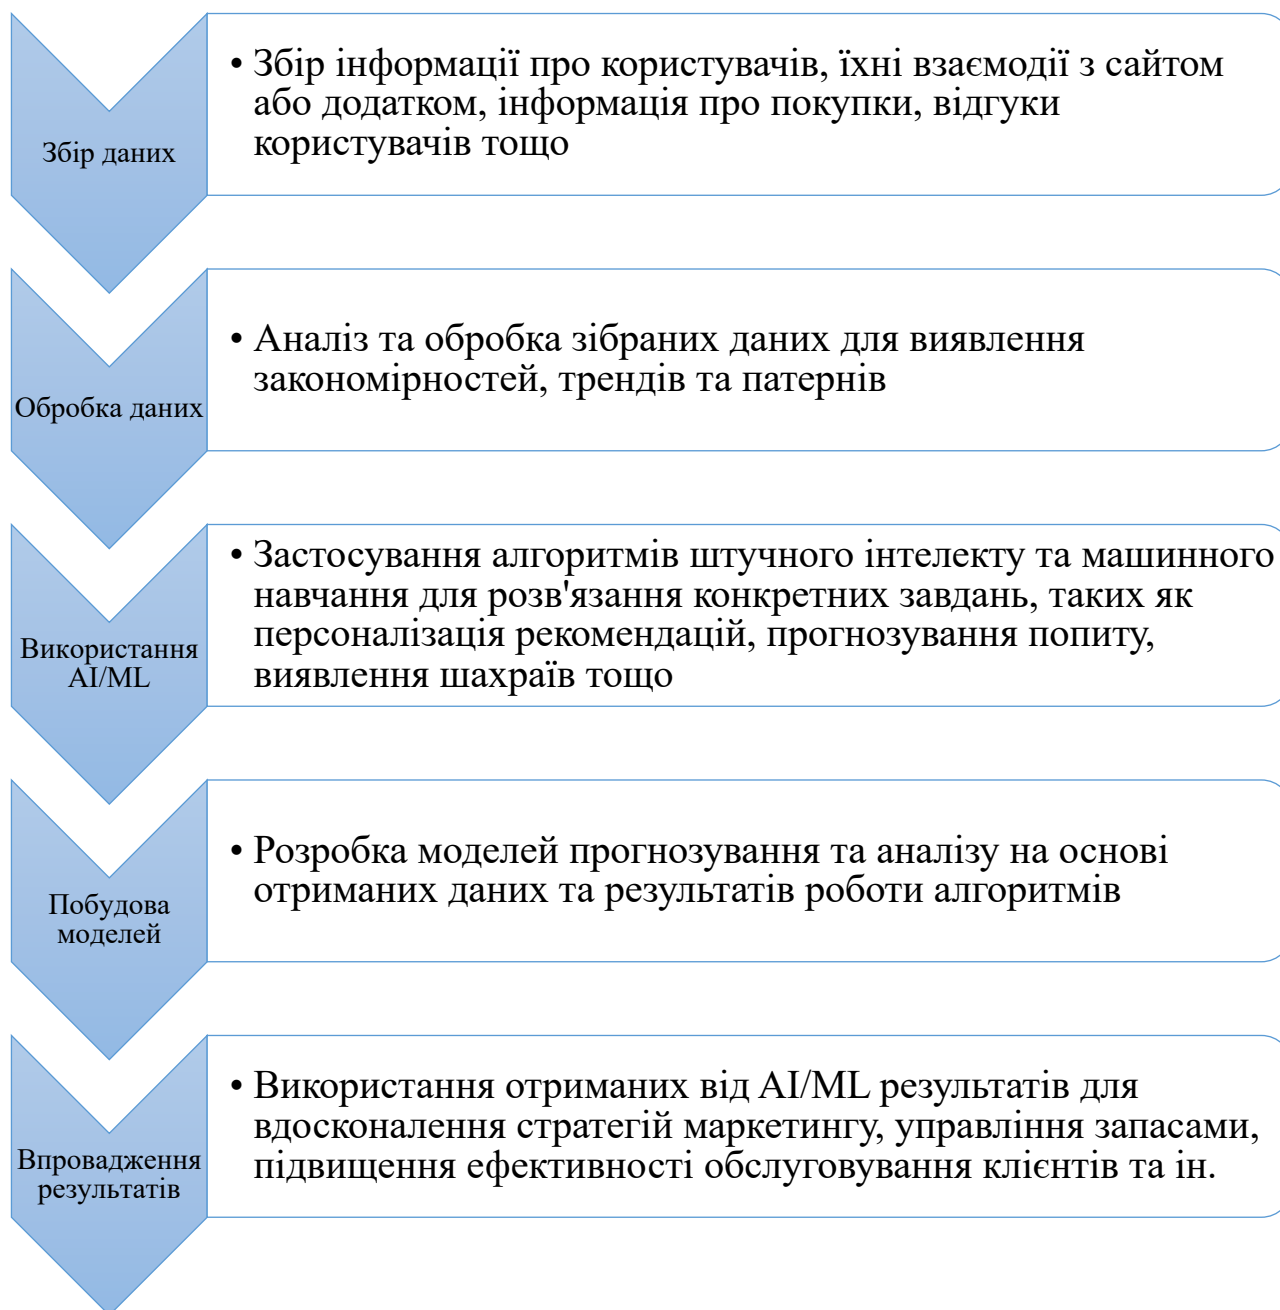 Збір даних
• Збір інформації про користувачів, їхні взаємодії з сайтом
або додатком, інформація про покупки, відгуки
користувачів тощо
Обробка даних
• Аналіз та обробка зібраних даних для виявлення
закономірностей, трендів та патернів
Використання
AI/ML
• Застосування алгоритмів штучного інтелекту та машинного
навчання для розв'язання конкретних завдань, таких як
персоналізація рекомендацій, прогнозування попиту,
виявлення шахраїв тощо
Побудова
моделей
• Розробка моделей прогнозування та аналізу на основі
отриманих даних та результатів роботи алгоритмів
Впровадження
результатів
• Використання отриманих від AI/ML результатів для
вдосконалення стратегій маркетингу, управління запасами,
підвищення ефективності обслуговування клієнтів та ін.